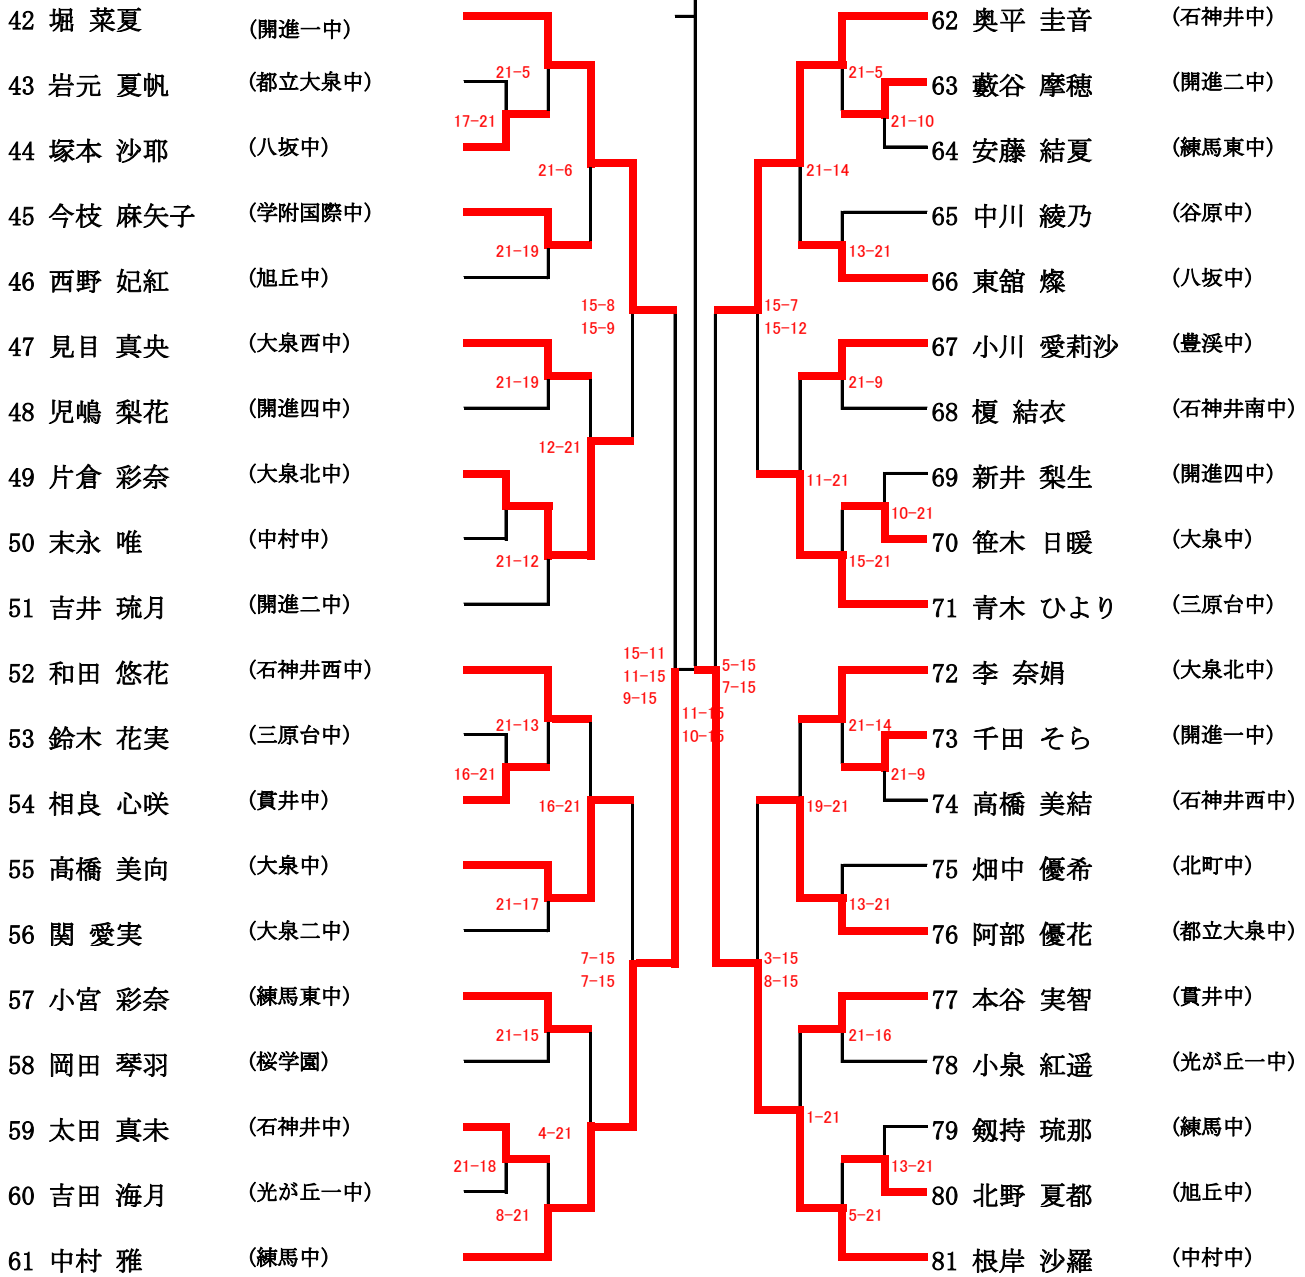 42 堀 菜夏 (開進一中)
43 岩元 夏帆 (都立大泉中)
44 塚本 沙耶 (八坂中)
45 今枝 麻矢子 (学附国際中)
46 西野 妃紅 (旭丘中)
47 見目 真央 (大泉西中)
48 児嶋 梨花 (開進四中)
49 片倉 彩奈 (大泉北中)
50 末永 唯 (中村中)
51 吉井 琉月 (開進二中)
52 和田 悠花 (石神井西中)
53 鈴木 花実 (三原台中)
54 相良 心咲 (貫井中)
55 髙橋 美向 (大泉中)
56 関 愛実 (大泉二中)
57 小宮 彩奈 (練馬東中)
58 岡田 琴羽 (桜学園)
59 太田 真未 (石神井中)
60 吉田 海月 (光が丘一中)
61 中村 雅 (練馬中)
21-5
17-21
21-6
21-19
15-8
15-9
21-19
12-21
21-12
15-11
11-15
9-15
21-13
16-21
16-21
21-17
7-15
7-15
21-15
4-21
21-18
8-21
11-15
10-15
5-15
7-15
21-5
21-10
21-14
13-21
15-7
15-12
21-9
11-21
10-21
15-21
21-14
21-9
19-21
13-21
3-15
8-15
21-16
1-21
13-21
5-21
62 奥平 圭音 (石神井中)
63 藪谷 摩穂 (開進二中)
64 安藤 結夏 (練馬東中)
65 中川 綾乃 (谷原中)
66 東舘 燦 (八坂中)
67 小川 愛莉沙 (豊渓中)
68 榎 結衣 (石神井南中)
69 新井 梨生 (開進四中)
70 笹木 日暖 (大泉中)
71 青木 ひより (三原台中)
72 李 奈娟 (大泉北中)
73 千田 そら (開進一中)
74 髙橋 美結 (石神井西中)
75 畑中 優希 (北町中)
76 阿部 優花 (都立大泉中)
77 本谷 実智 (貫井中)
78 小泉 紅遥 (光が丘一中)
79 剱持 琉那 (練馬中)
80 北野 夏都 (旭丘中)
81 根岸 沙羅 (中村中)